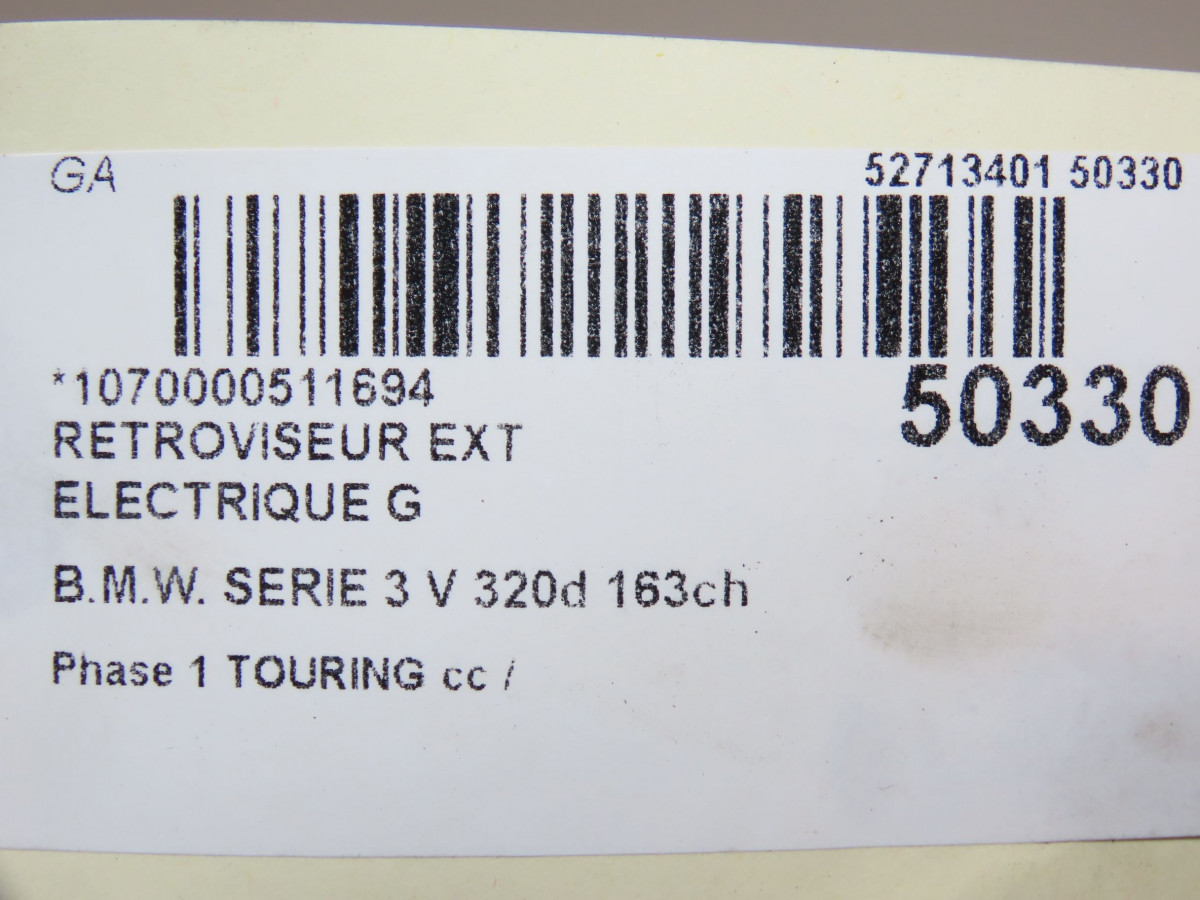 GA 52713401 50330
*1070000511694 50330
RETROVISEUR EXT
ELECTRIQUE G
B.M.W. SERIE 3 V 320d 163ch
Phase 1 TOURING cc /